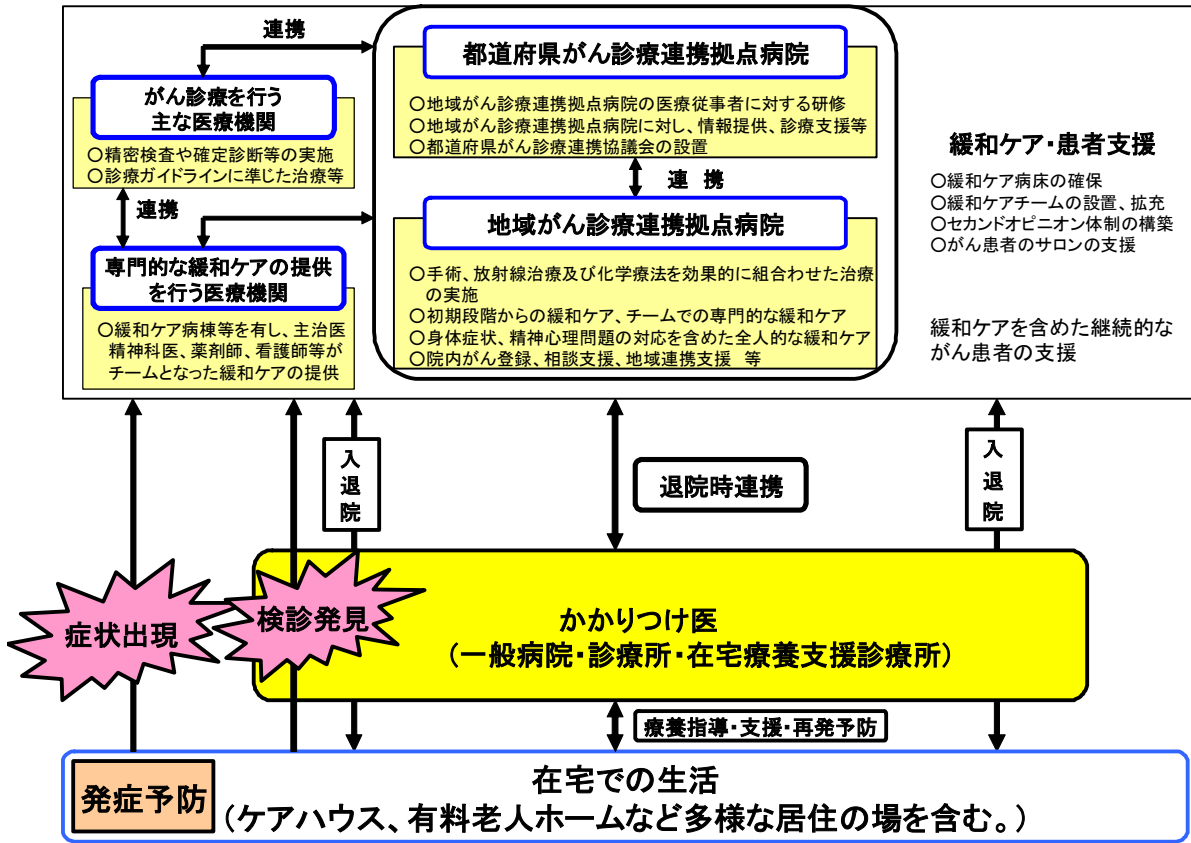 連携
がん診療を行う
主な医療機関
○精密検査や確定診断等の実施
○診療ガイドラインに準じた治療等
連携
専門的な緩和ケアの提供
を行う医療機関
○緩和ケア病棟等を有し、主治医
精神科医、薬剤師、看護師等が
チームとなった緩和ケアの提供
都道府県がん診療連携拠点病院
○地域がん診療連携拠点病院の医療従事者に対する研修
○地域がん診療連携拠点病院に対し、情報提供、診療支援等
○都道府県がん診療連携協議会の設置
連 携
地域がん診療連携拠点病院
○手術、放射線治療及び化学療法を効果的に組合わせた治療
の実施
○初期段階からの緩和ケア、チームでの専門的な緩和ケア
○身体症状、精神心理問題の対応を含めた全人的な緩和ケア
○院内がん登録、相談支援、地域連携支援 等
緩和ケア・患者支援
○緩和ケア病床の確保
○緩和ケアチームの設置、拡充
○セカンドオピニオン体制の構築
○がん患者のサロンの支援
緩和ケアを含めた継続的な
がん患者の支援
入退院
退院時連携
入退院
症状出現
検診発見
かかりつけ医
(一般病院・診療所・在宅療養支援診療所)
療養指導・支援・再発予防
発症予防
在宅での生活
(ケアハウス、有料老人ホームなど多様な居住の場を含む。)